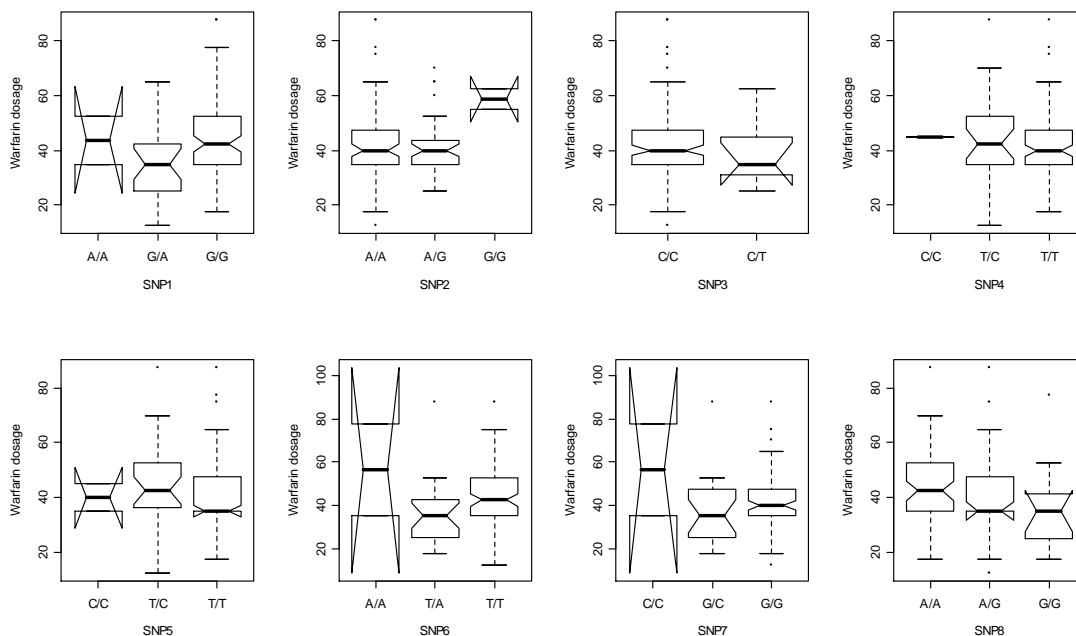 Warfarin dosage
80
60
40
20
A/A G/A G/G
SNP1
Warfarin dosage
80
60
40
20
A/A A/G G/G
SNP2
Warfarin dosage
80
60
40
20
C/C C/T
SNP3
Warfarin dosage
80
60
40
20
C/C T/C T/T
SNP4
Warfarin dosage
80
60
40
20
C/C T/C T/T
SNP5
Warfarin dosage
100
80
60
40
20
A/A T/A T/T
SNP6
Warfarin dosage
100
80
60
40
20
C/C G/C G/G
SNP7
Warfarin dosage
80
60
40
20
A/A A/G G/G
SNP8